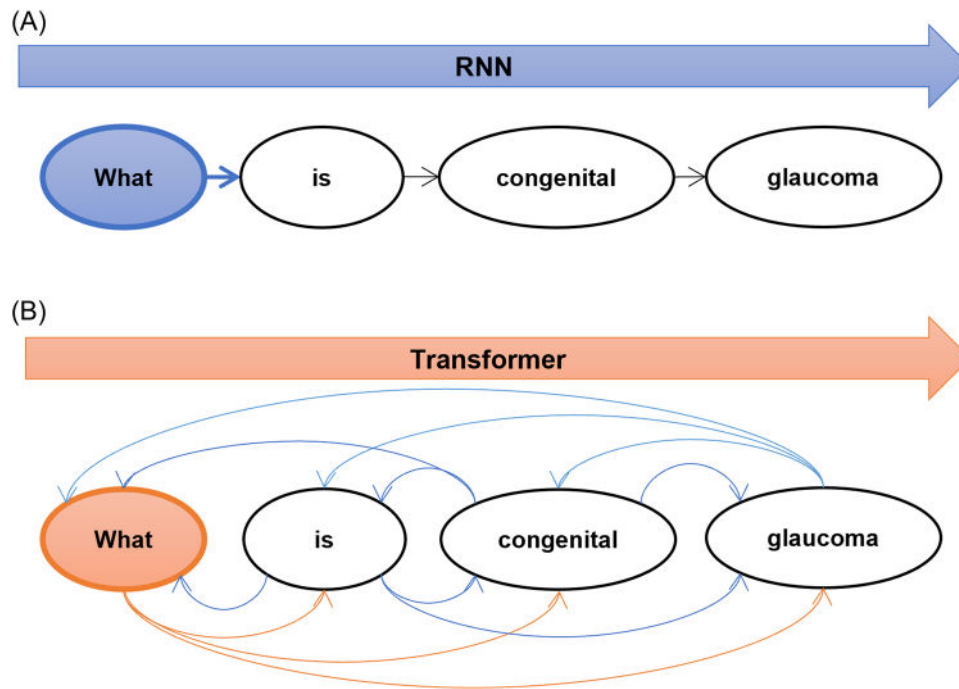 (A)
RNN
What is congenital glaucoma
(B)
Transformer
What is congenital glaucoma